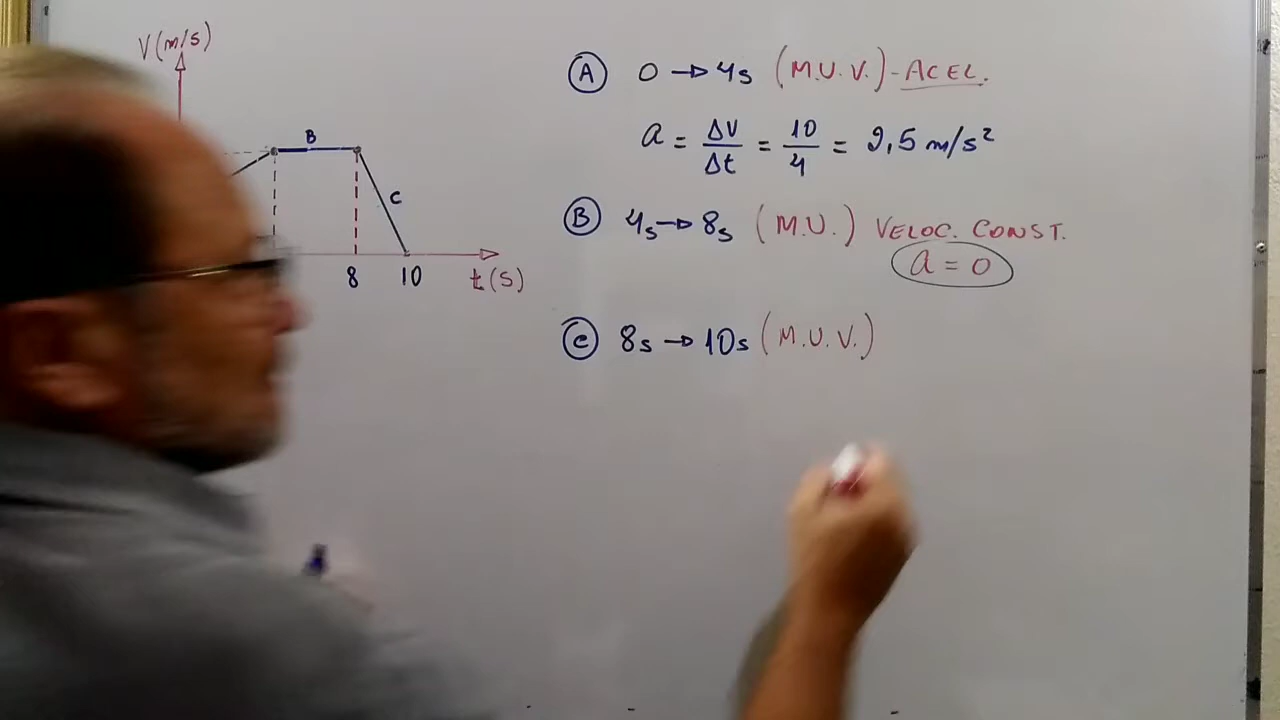 V(m/s)
B
C
8 10 t(s)
A 0 → 4s (M.U.V.) - ACEL.
a = ΔV/Δt = 10/4 = 2,5 m/s²
B 4s → 8s (M.U.) VELOC. CONST.
a = 0
C 8s → 10s (M.U.V.)